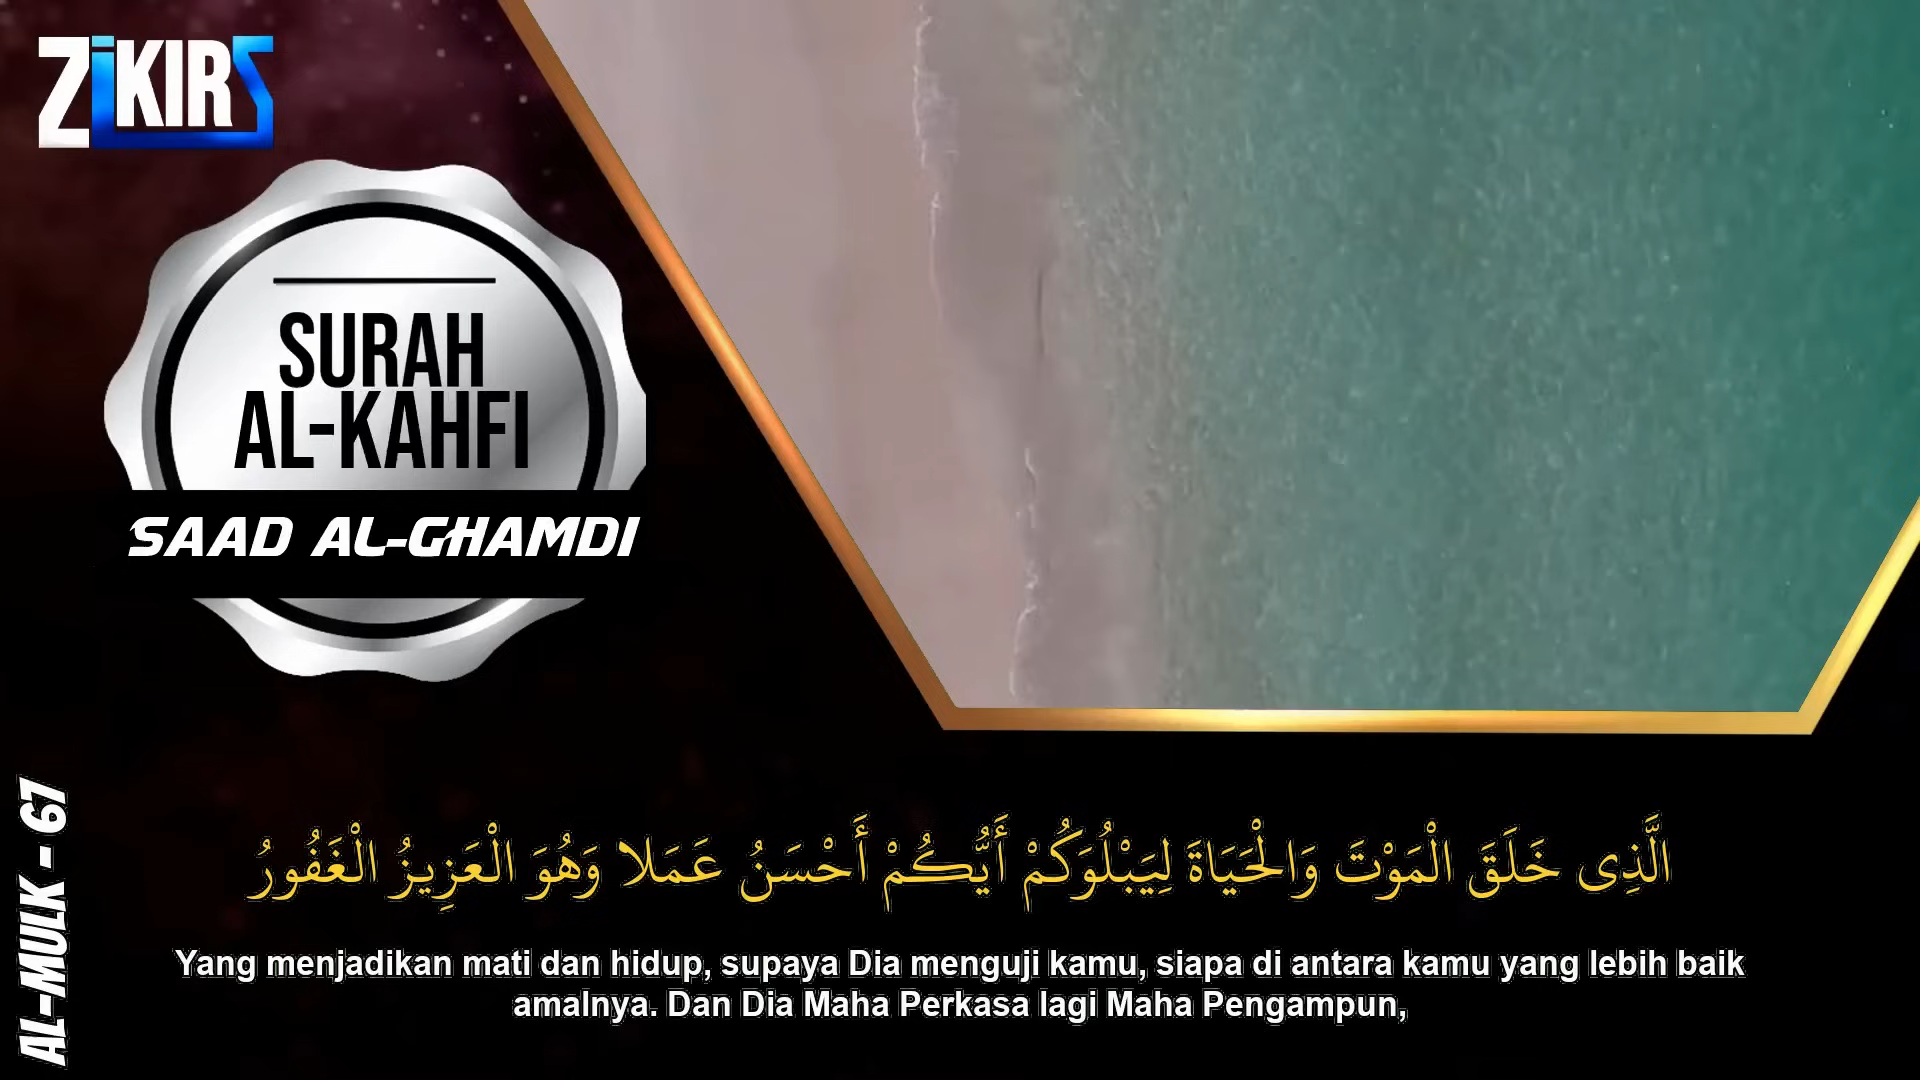 ZiKIRS
SURAH
AL-KAHFI
SAAD AL-GHAMDI
AL-MULK - 67
الَّذِى خَلَقَ الْمَوْتَ وَالْحَيَاةَ لِيَبْلُوَكُمْ أَيُّكُمْ أَحْسَنُ عَمَلا وَهُوَ الْعَزِيزُ الْغَفُورُ
Yang menjadikan mati dan hidup, supaya Dia menguji kamu, siapa di antara kamu yang lebih baik
amalnya. Dan Dia Maha Perkasa lagi Maha Pengampun,